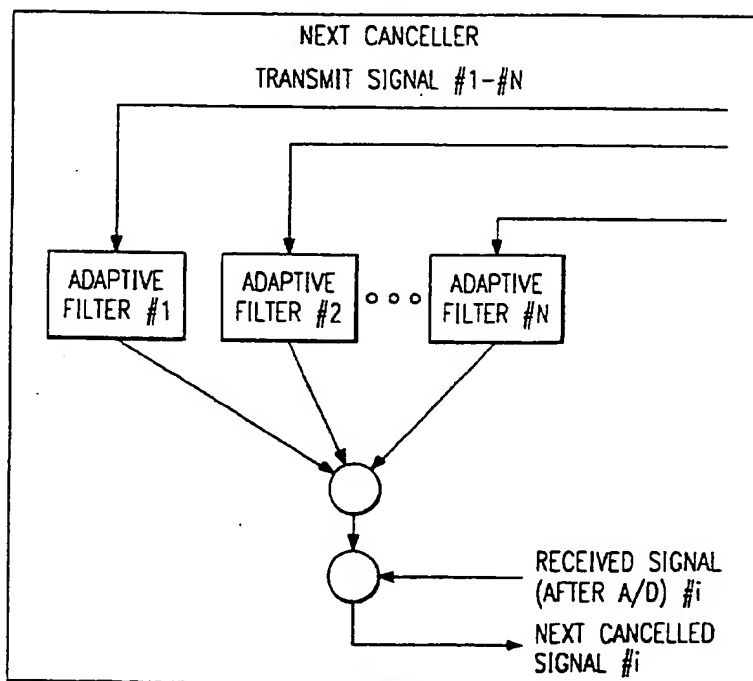 NEXT CANCELLER
TRANSMIT SIGNAL #1-#N
ADAPTIVE
FILTER #1
ADAPTIVE
FILTER #2
ADAPTIVE
FILTER #N
RECEIVED SIGNAL
(AFTER A/D) #i
NEXT CANCELLED
SIGNAL #i